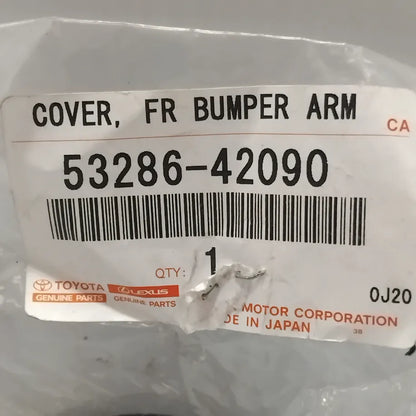 COVER, FR BUMPER ARM
CA
53286-42090
QTY: 1
TOYOTA LEXUS
GENUINE PARTS GENUINE PARTS
0J20
MOTOR CORPORATION
IN JAPAN 38